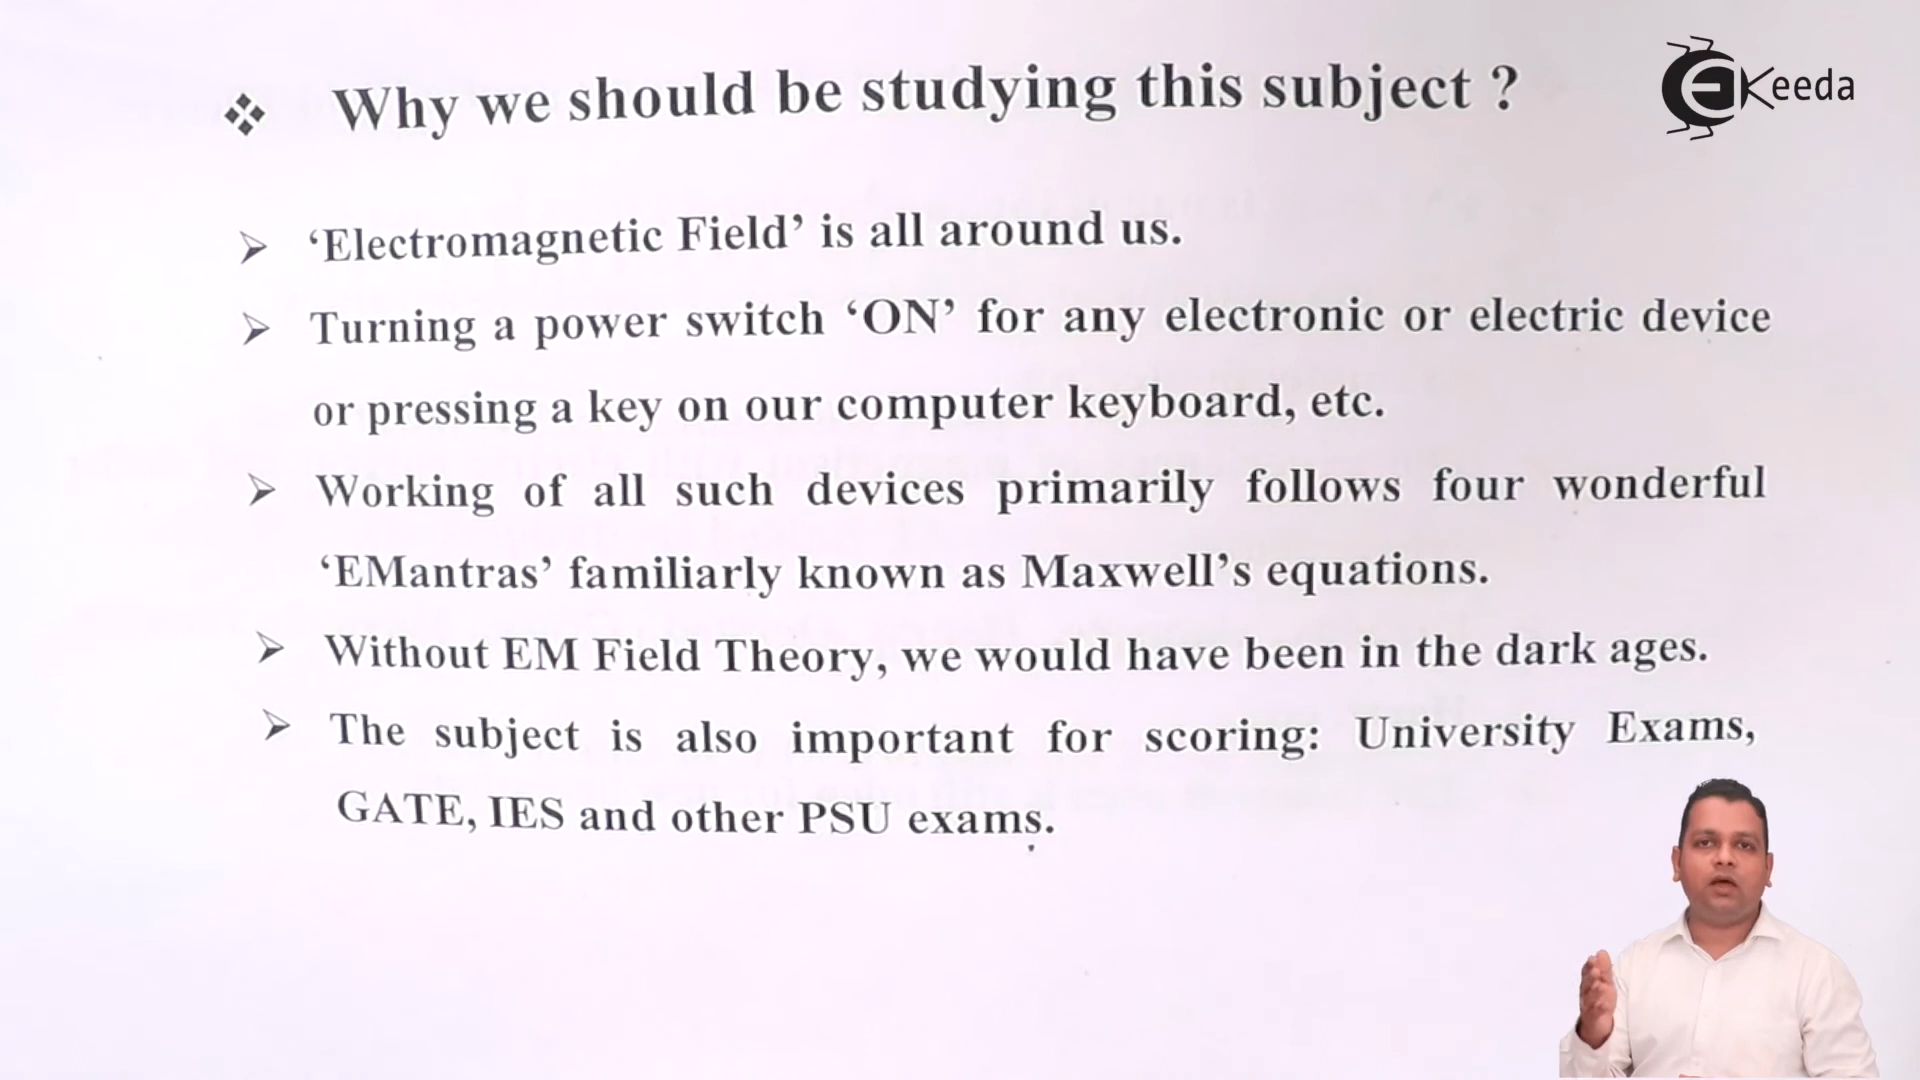 Why we should be studying this subject ?
EKeeda
‘Electromagnetic Field’ is all around us.
Turning a power switch ‘ON’ for any electronic or electric device
or pressing a key on our computer keyboard, etc.
Working of all such devices primarily follows four wonderful
‘EMantras’ familiarly known as Maxwell’s equations.
Without EM Field Theory, we would have been in the dark ages.
The subject is also important for scoring: University Exams,
GATE, IES and other PSU exams.